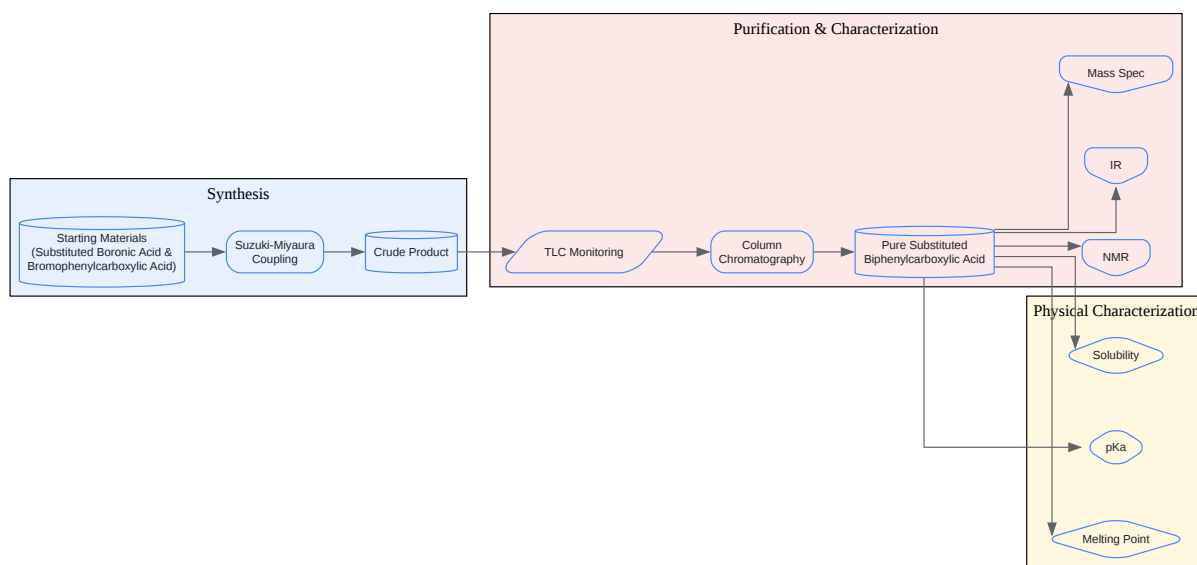 Purification & Characterization
Mass Spec
IR
Synthesis
Starting Materials
(Substituted Boronic Acid &
Bromophenylcarboxylic Acid)
Suzuki-Miyaura
Coupling
Crude Product
TLC Monitoring
Column
Chromatography
Pure Substituted
Biphenylcarboxylic Acid
NMR
Physical Characterization
Solubility
pKa
Melting Point